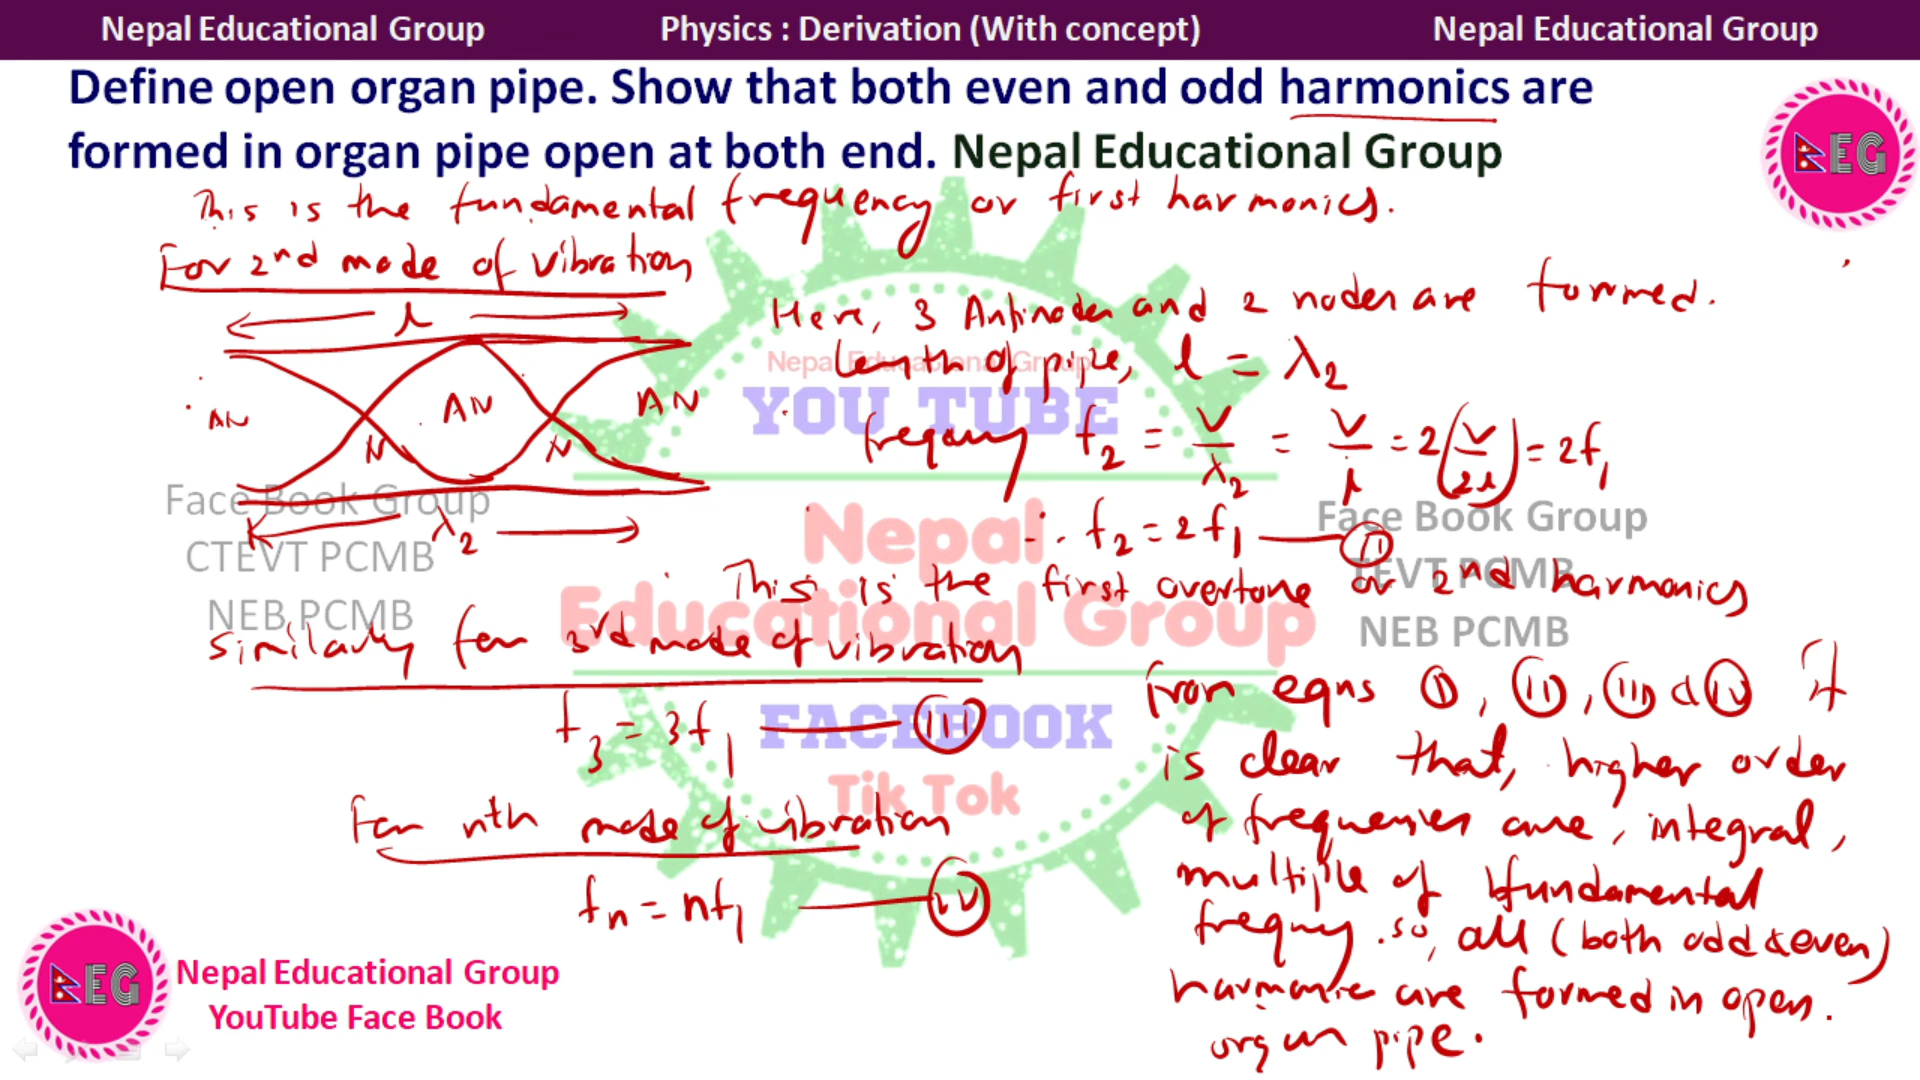 Nepal Educational Group
Physics : Derivation (With concept)
Nepal Educational Group
Define open organ pipe. Show that both even and odd harmonics are
formed in organ pipe open at both end. Nepal Educational Group
EG
This is the fundamental frequency or first harmonics.
For 2nd mode of vibration
l
AN
AN
AN
N
N
λ2
Here, 3 Antinodes and 2 nodes are formed.
Nepal Educational Group
Length of pipe, l = λ2
YOU TUBE
frequency f2 = v/λ2 = v/l = 2(v/2l) = 2f1
∴ f2 = 2f1 — (II)
This is the first overtone or 2nd harmonics
Face Book Group
CTEVT PCMB
NEB PCMB
Nepal
Educational Group
Face Book Group
CTEVT PCMB
NEB PCMB
Similarly for 3rd mode of vibration
f3 = 3f1 — (III)
FACEBOOK
Tik Tok
For nth mode of vibration
fn = nf1 — (IV)
from eqns (I), (II), (III) & (IV) it
is clear that, higher order
of frequencies are, integral,
multiple of fundamental
frequny. so, all (both odd & even)
harmonic are formed in open.
organ pipe.
EG
Nepal Educational Group
YouTube Face Book